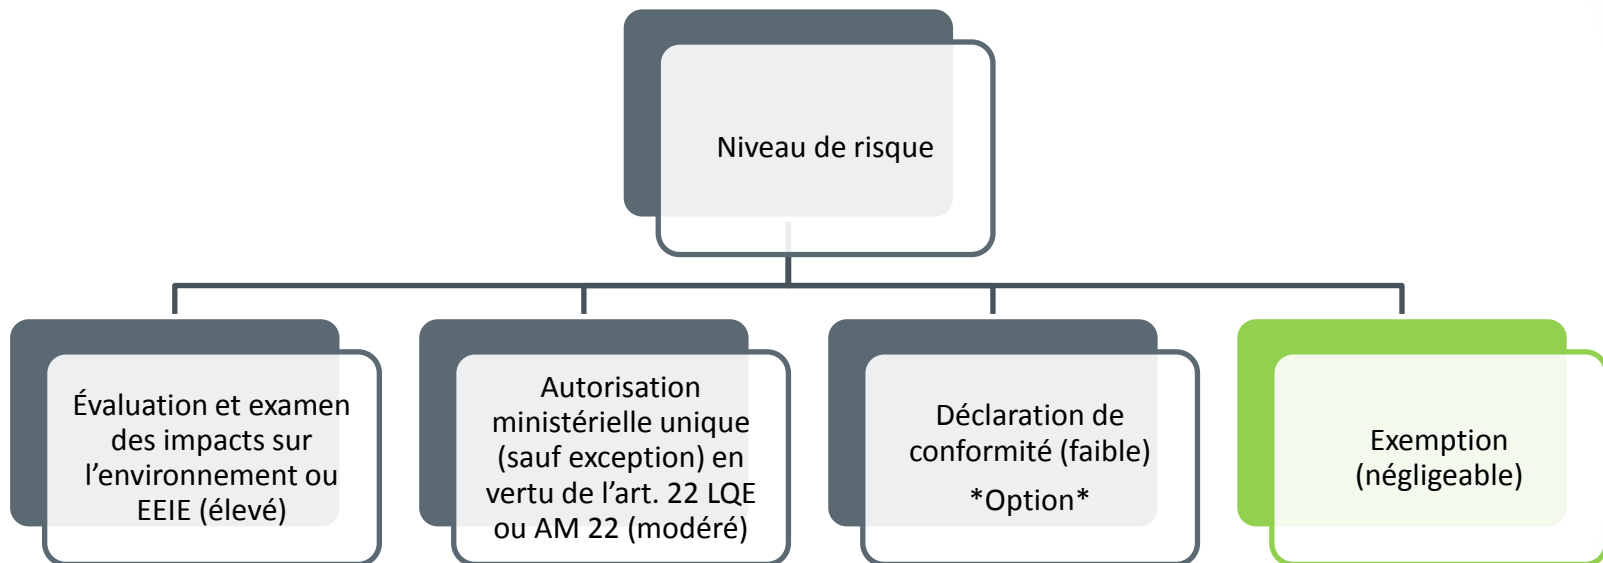 Niveau de risque
Évaluation et examen
des impacts sur
l’environnement ou
EEIE (élevé)
Autorisation
ministérielle unique
(sauf exception) en
vertu de l’art. 22 LQE
ou AM 22 (modéré)
Déclaration de
conformité (faible)
*Option*
Exemption
(négligeable)